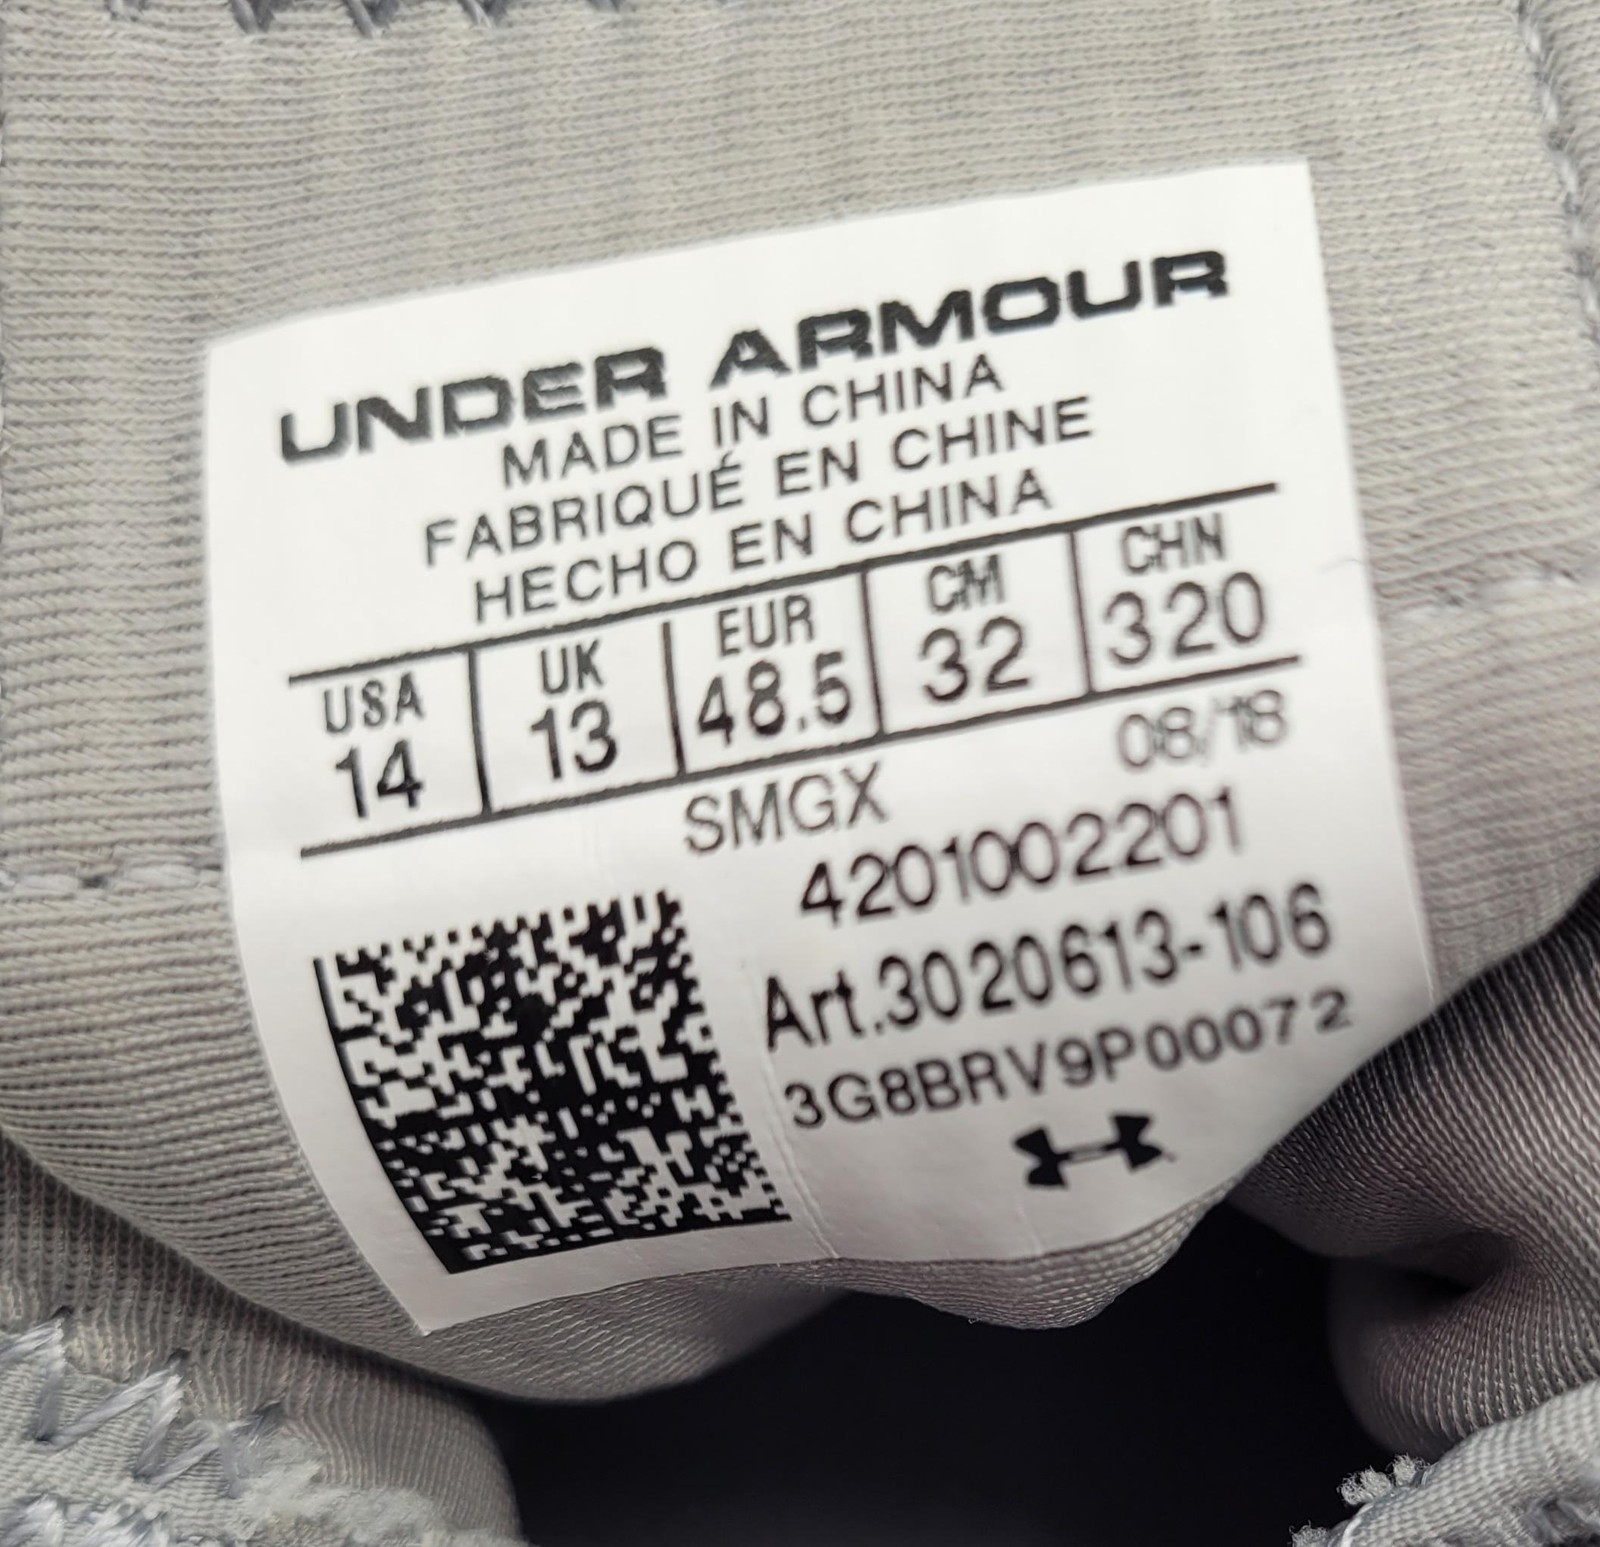 UNDER ARMOUR
MADE IN CHINA
FABRIQUÉ EN CHINE
HECHO EN CHINA
USA UK EUR CM CHN
14 13 48.5 32 320
SMGX 08/18
4201002201
Art.3020613-106
3G8BRV9P00072